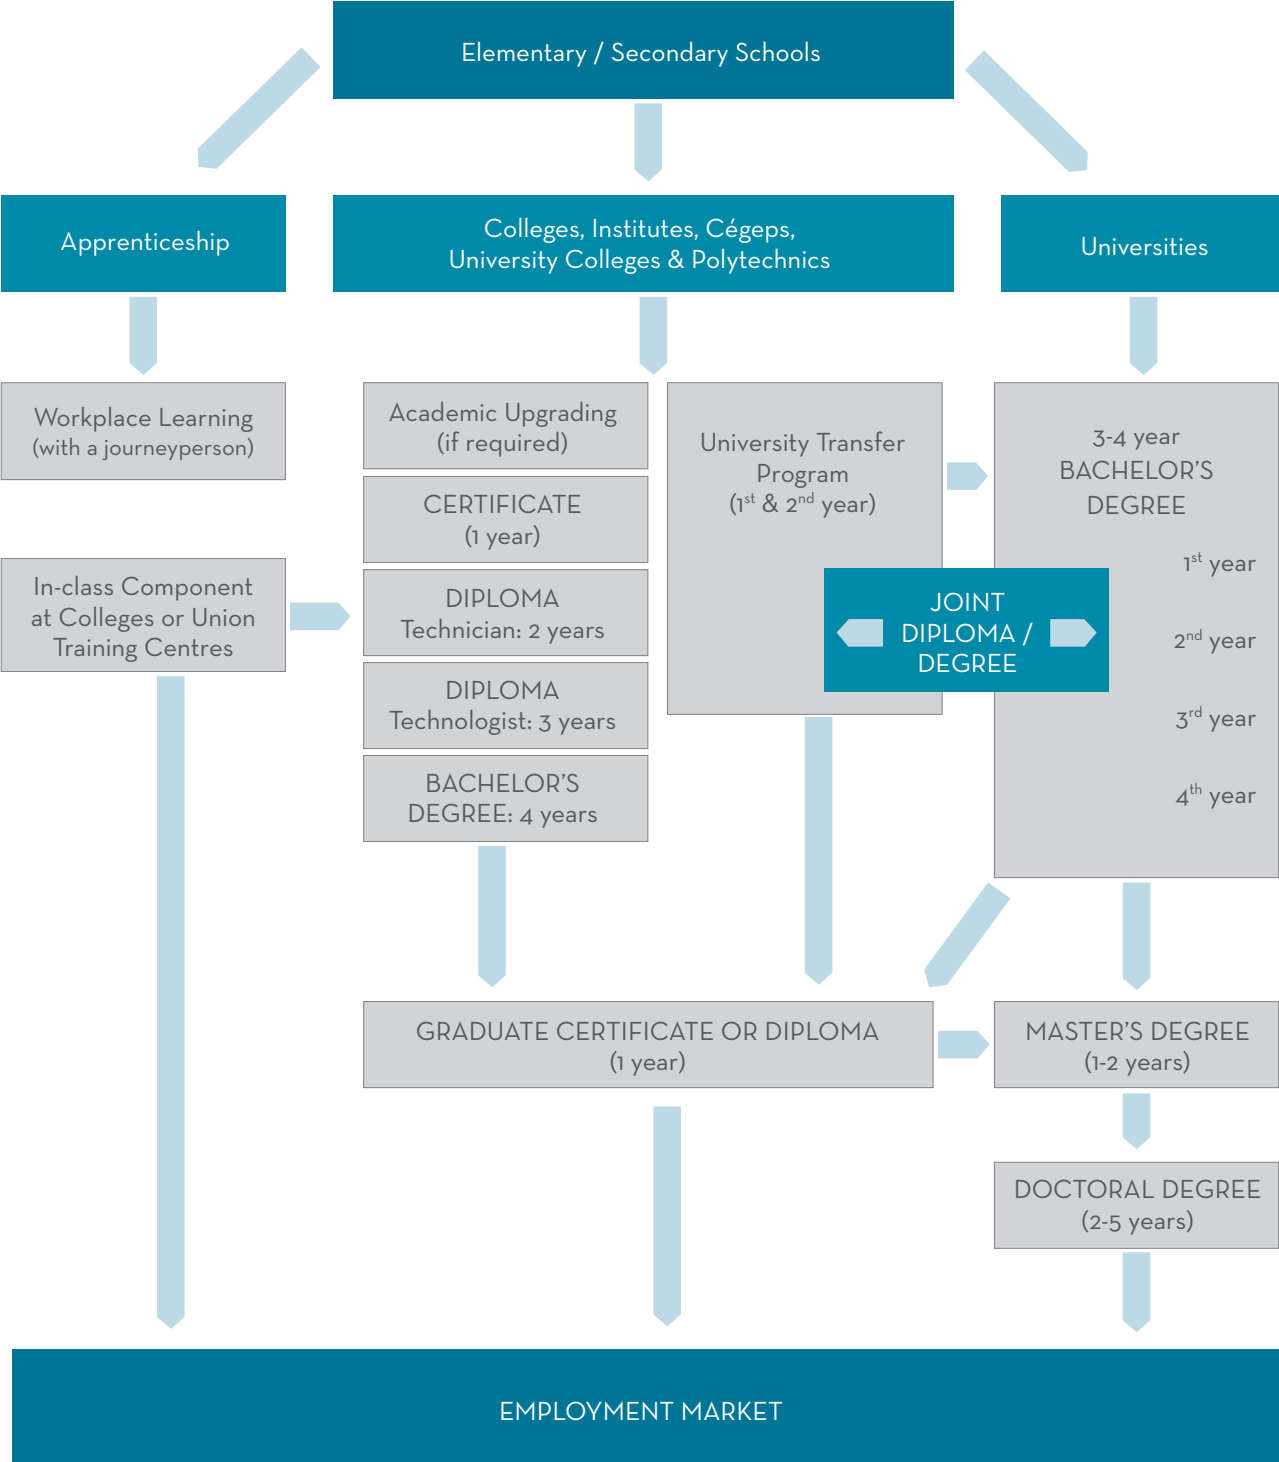 Elementary / Secondary Schools
Apprenticeship
Colleges, Institutes, Cégeps,
University Colleges & Polytechnics
Universities
Workplace Learning
(with a journeyperson)
In-class Component
at Colleges or Union
Training Centres
Academic Upgrading
(if required)
CERTIFICATE
(1 year)
DIPLOMA
Technician: 2 years
DIPLOMA
Technologist: 3 years
BACHELOR'S
DEGREE: 4 years
University Transfer
Program
(1st & 2nd year)
JOINT
DIPLOMA /
DEGREE
3-4 year
BACHELOR'S
DEGREE
1st year
2nd year
3rd year
4th year
GRADUATE CERTIFICATE OR DIPLOMA
(1 year)
MASTER'S DEGREE
(1-2 years)
DOCTORAL DEGREE
(2-5 years)
EMPLOYMENT MARKET